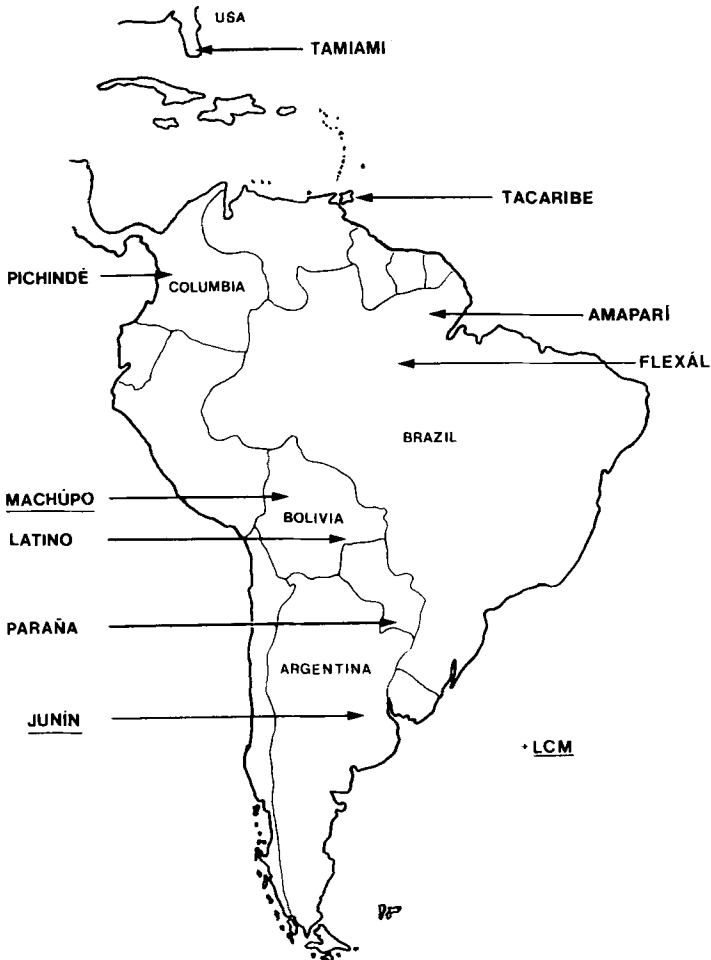 USA
TAMIAMI
TACARIBE
PICHINDÉ
COLUMBIA
AMAPARÍ
FLEXÁL
BRAZIL
MACHÚPO
BOLIVIA
LATINO
PARAÑA
ARGENTINA
JUNÍN
+ LCM